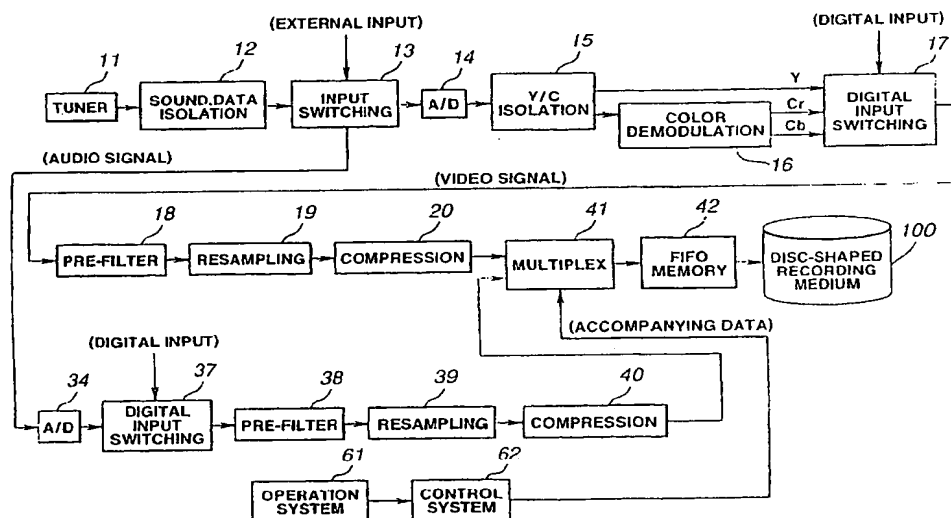 (EXTERNAL INPUT)
(DIGITAL INPUT)
11
12
13
14
15
17
TUNER
SOUND.DATA
ISOLATION
INPUT
SWITCHING
A/D
Y/C
ISOLATION
Y
COLOR
DEMODULATION
Cr
Cb
DIGITAL
INPUT
SWITCHING
16
(AUDIO SIGNAL)
(VIDEO SIGNAL)
18
19
20
41
42
100
PRE-FILTER
RESAMPLING
COMPRESSION
MULTIPLEX
FIFO
MEMORY
DISC-SHAPED
RECORDING
MEDIUM
(ACCOMPANYING DATA)
(DIGITAL INPUT)
34
37
38
39
40
A/D
DIGITAL
INPUT
SWITCHING
PRE-FILTER
RESAMPLING
COMPRESSION
61
62
OPERATION
SYSTEM
CONTROL
SYSTEM